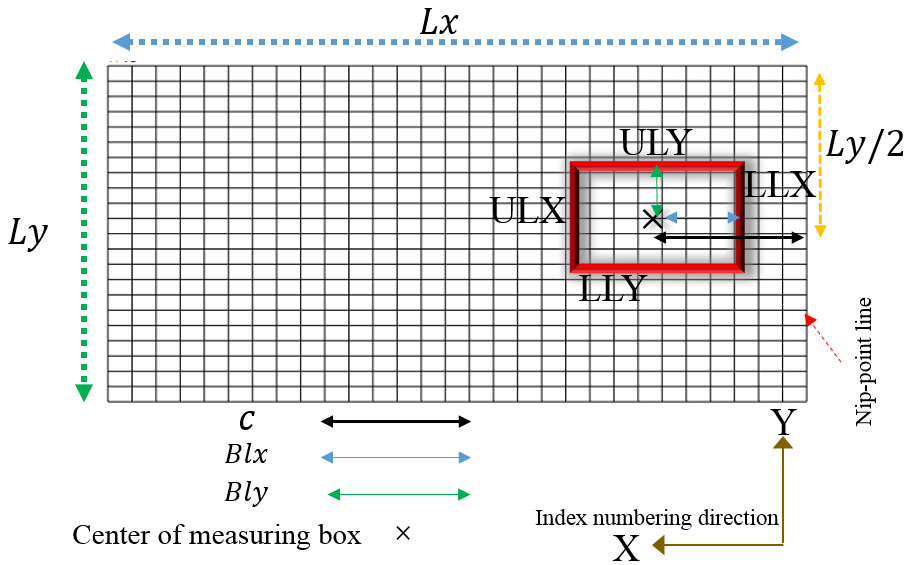 Lx
ULY
Ly/2
LLX
ULX
Ly
LLY
Nip-point line
c
Y
Blx
Bly
Index numbering direction
Center of measuring box ×
X